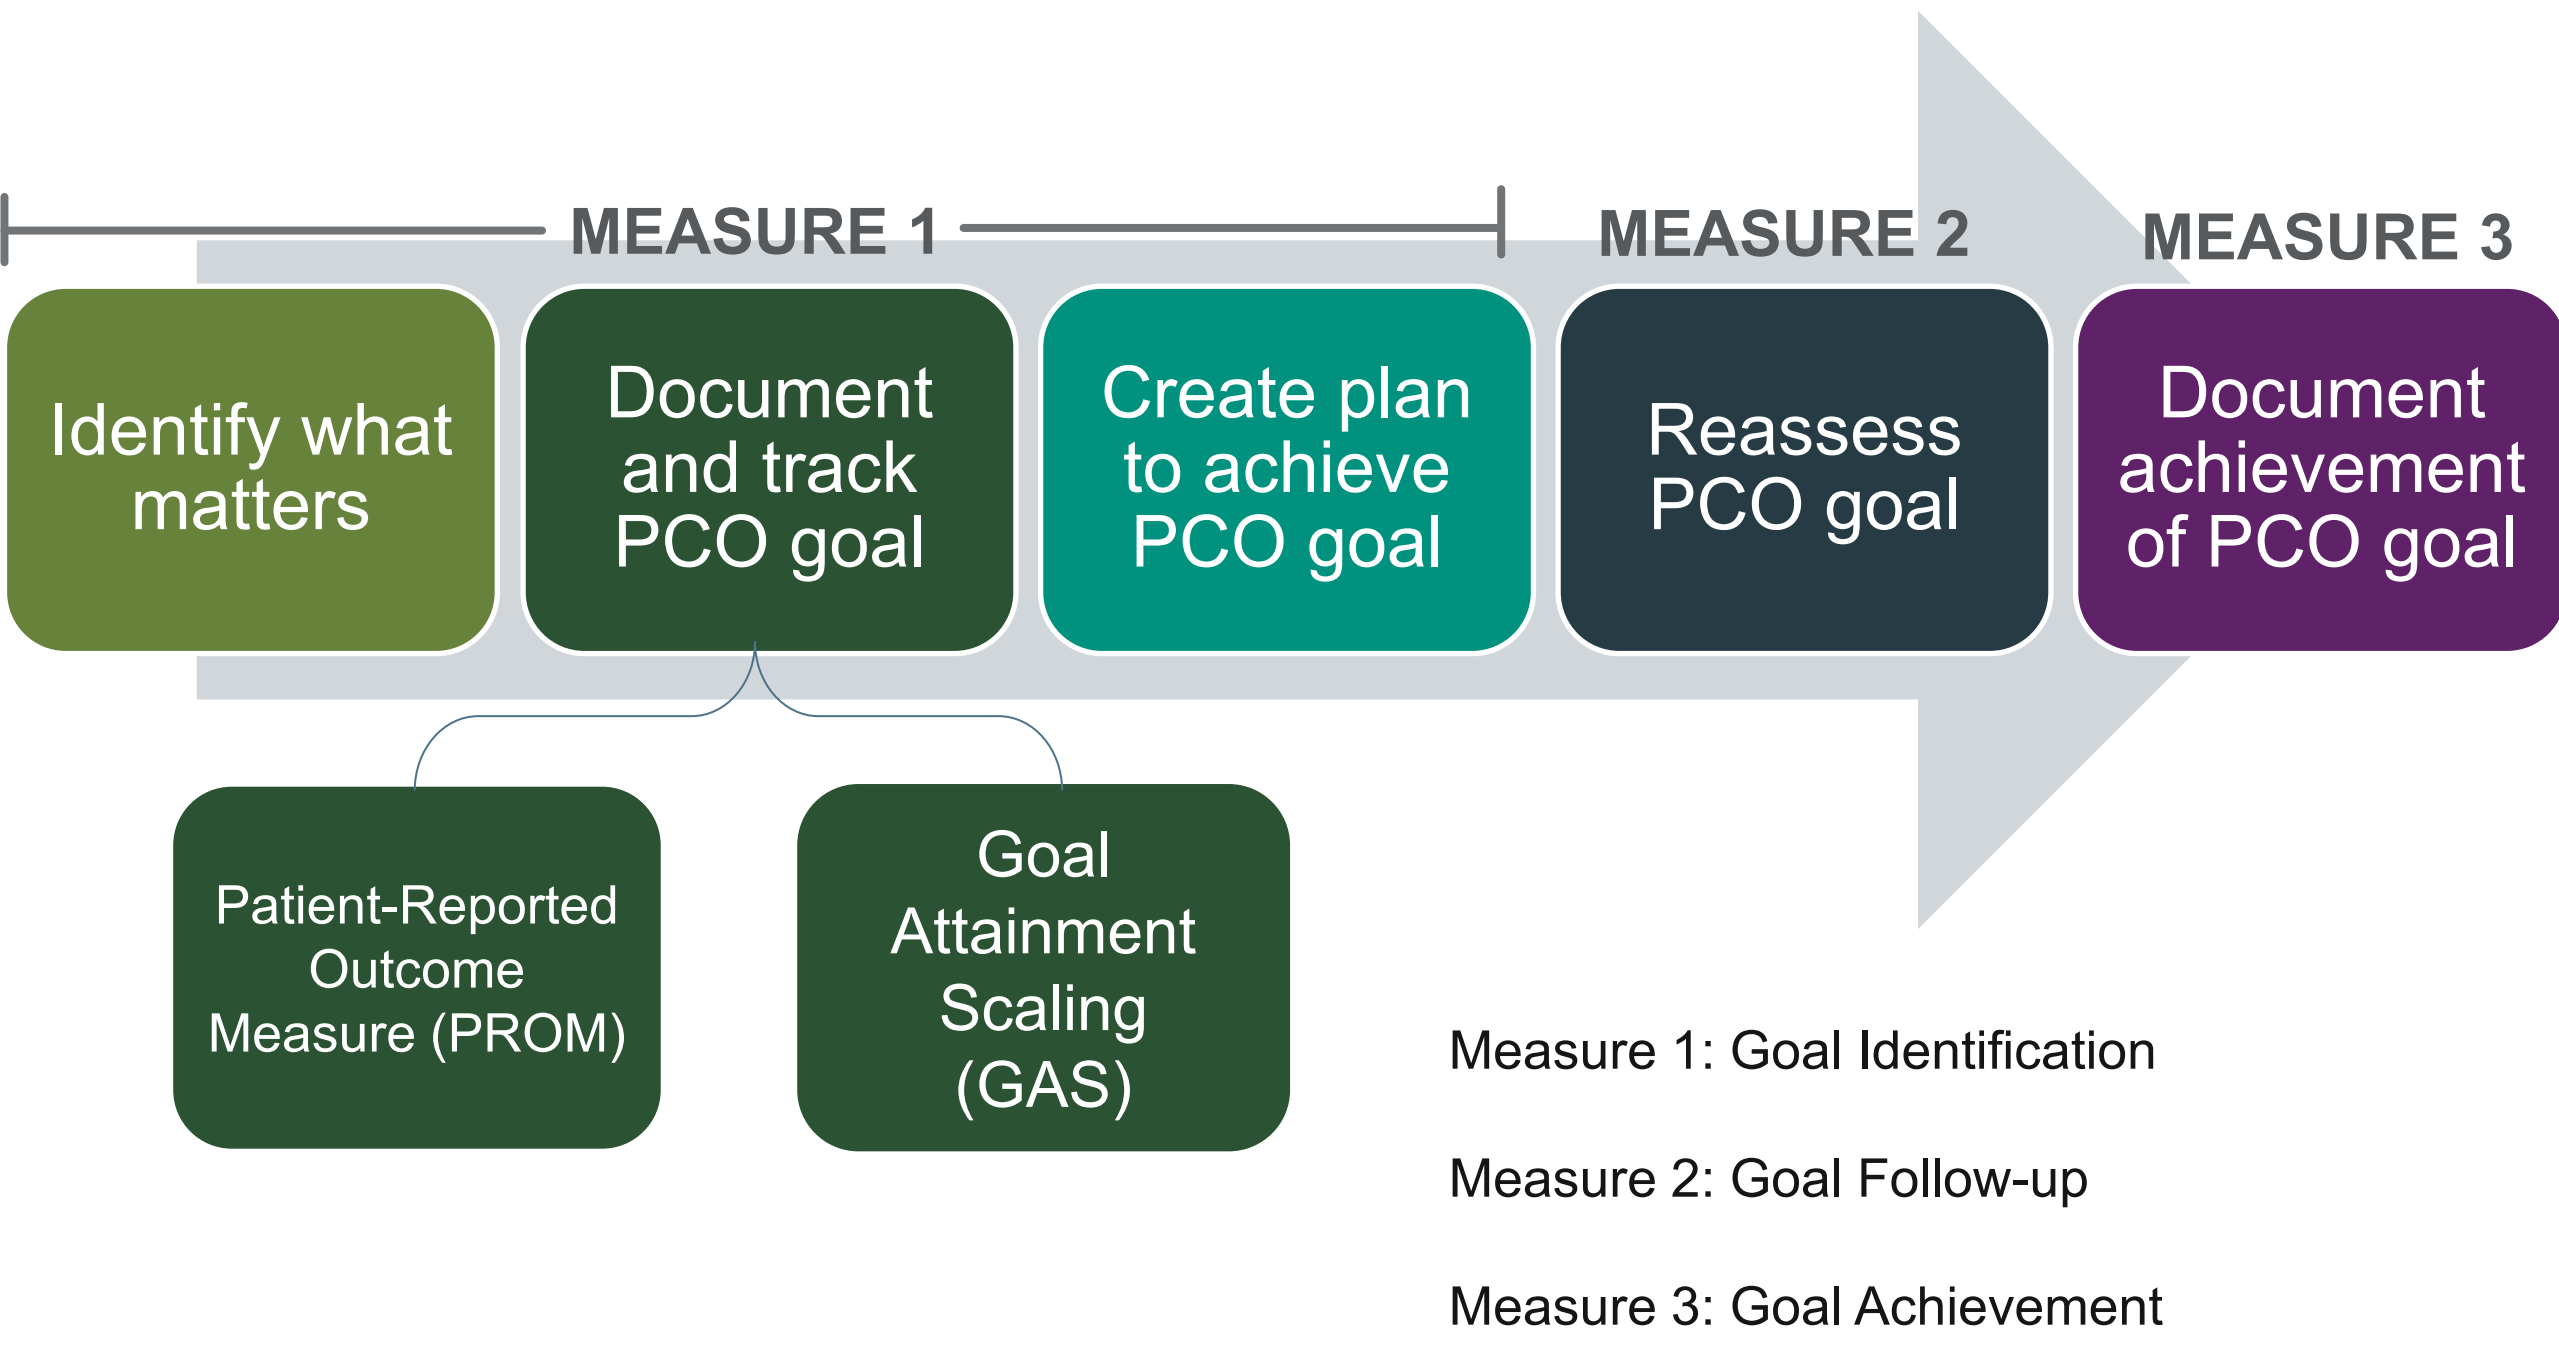 MEASURE 1
MEASURE 2
MEASURE 3
Identify what
matters
Document
and track
PCO goal
Create plan
to achieve
PCO goal
Reassess
PCO goal
Document
achievement
of PCO goal
Patient-Reported
Outcome
Measure (PROM)
Goal
Attainment
Scaling
(GAS)
Measure 1: Goal Identification
Measure 2: Goal Follow-up
Measure 3: Goal Achievement